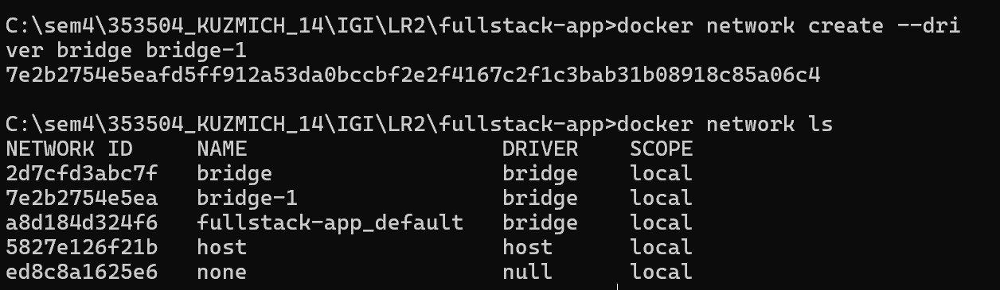 C:\sem4\353504_KUZMICH_14\IGI\LR2\fullstack-app>docker network create --dri
ver bridge bridge-1
7e2b2754e5eafd5ff912a53da0bccbf2e2f4167c2f1c3bab31b08918c85a06c4
C:\sem4\353504_KUZMICH_14\IGI\LR2\fullstack-app>docker network ls
NETWORK ID     NAME                    DRIVER    SCOPE
2d7cfd3abc7f   bridge                  bridge    local
7e2b2754e5ea   bridge-1                bridge    local
a8d184d324f6   fullstack-app_default   bridge    local
5827e126f21b   host                    host      local
ed8c8a1625e6   none                    null      local